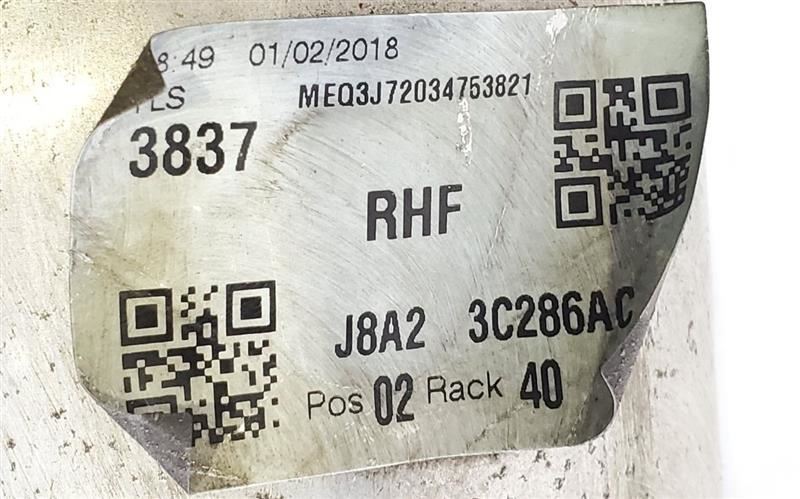 8:49 01/02/2018
LS MEQ3J72034753821
3837
RHF
J8A2 3C286AC
Pos 02 Rack 40